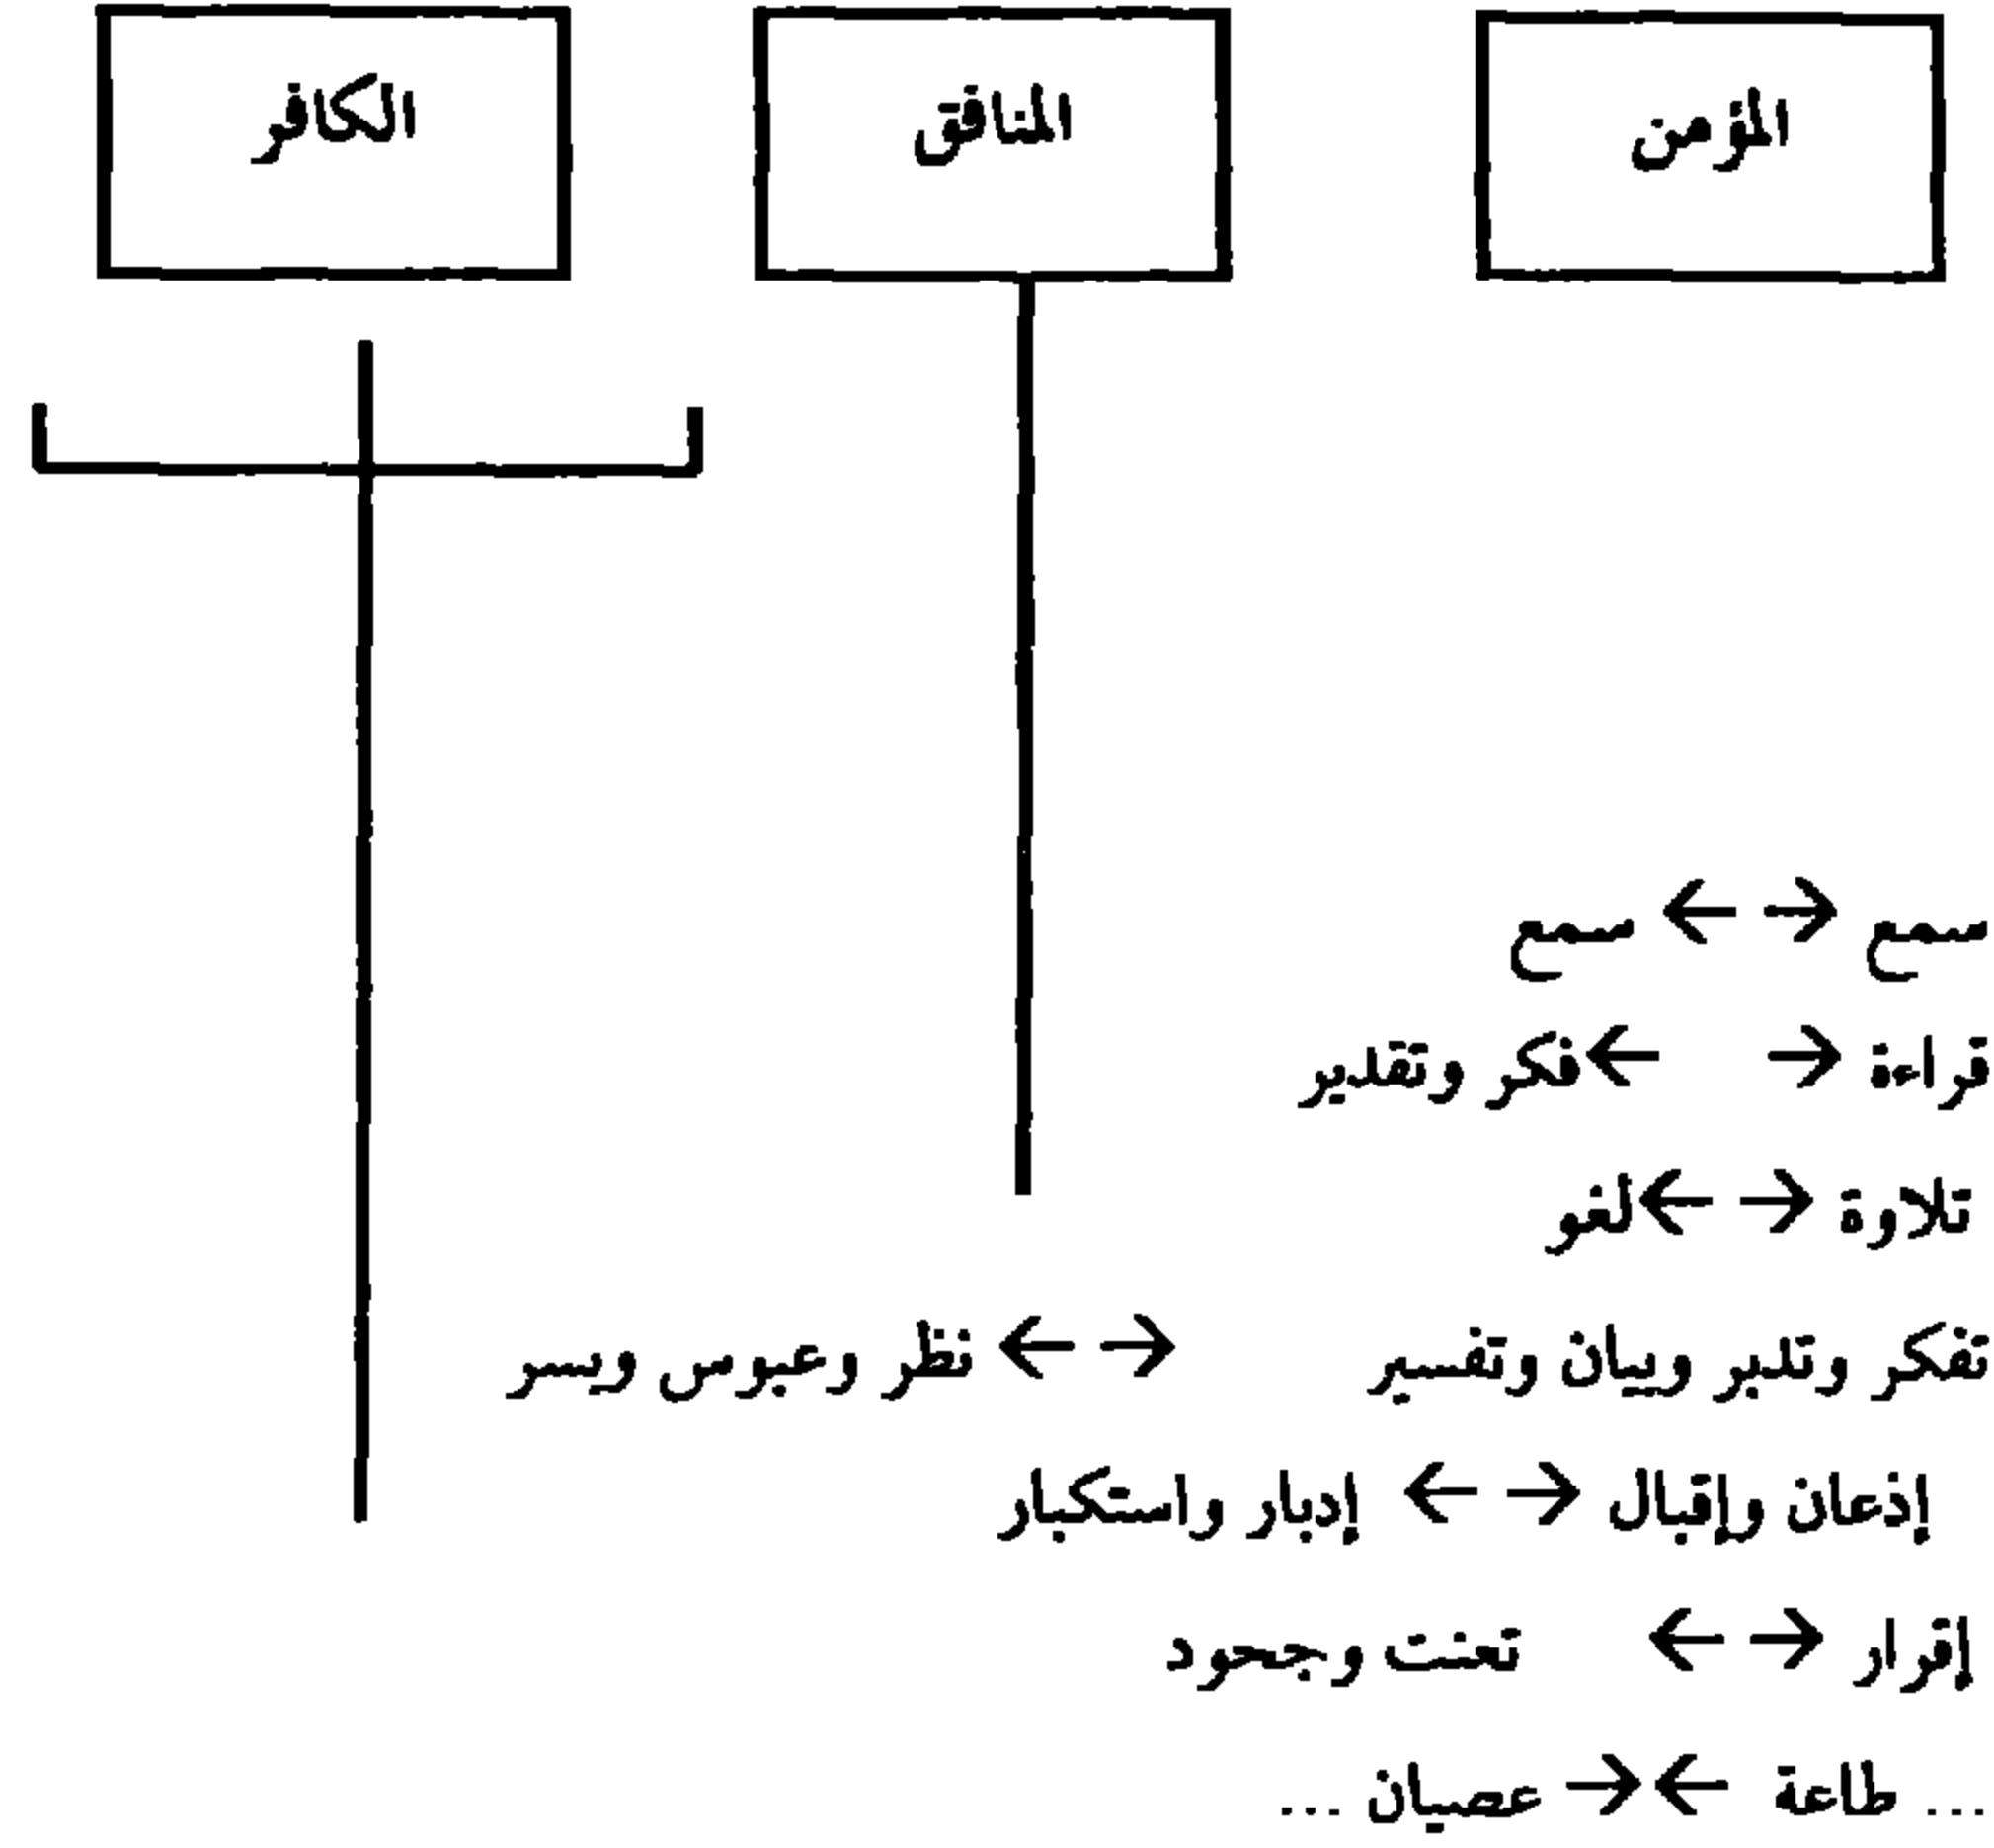 المؤمن المنافق الكافر
سمع → ← سمع
قراءة → ← فكر وتقدير
تلاوة → ← لغو
تفكر وتدبر وبيان وتفسير → ← نظر وعبوس وبسر
إذعان وإقبال → ← إدبار واستكبار
إقرار → ← تعنت وجحود
... طاعة ← → عصيان ...